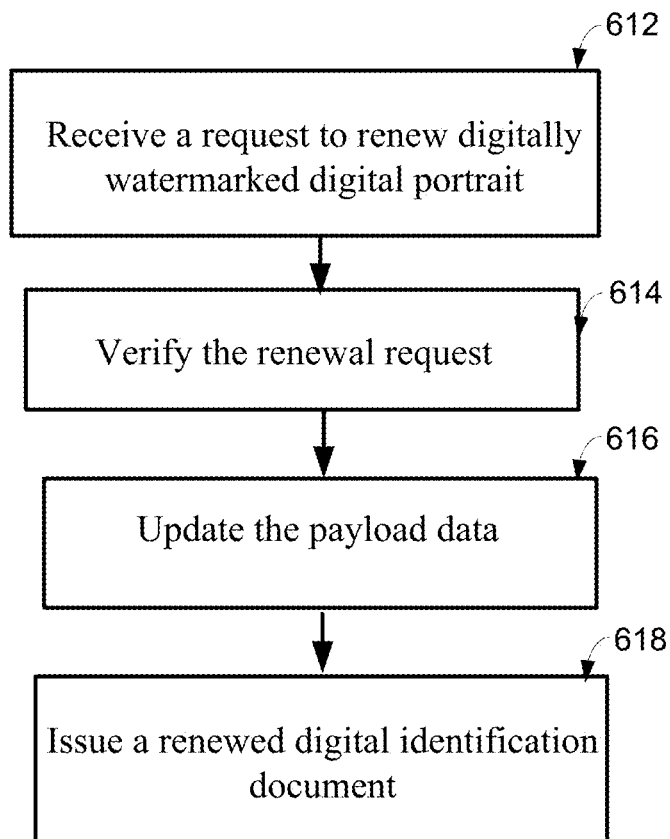 612
Receive a request to renew digitally
watermarked digital portrait
614
Verify the renewal request
616
Update the payload data
618
Issue a renewed digital identification
document